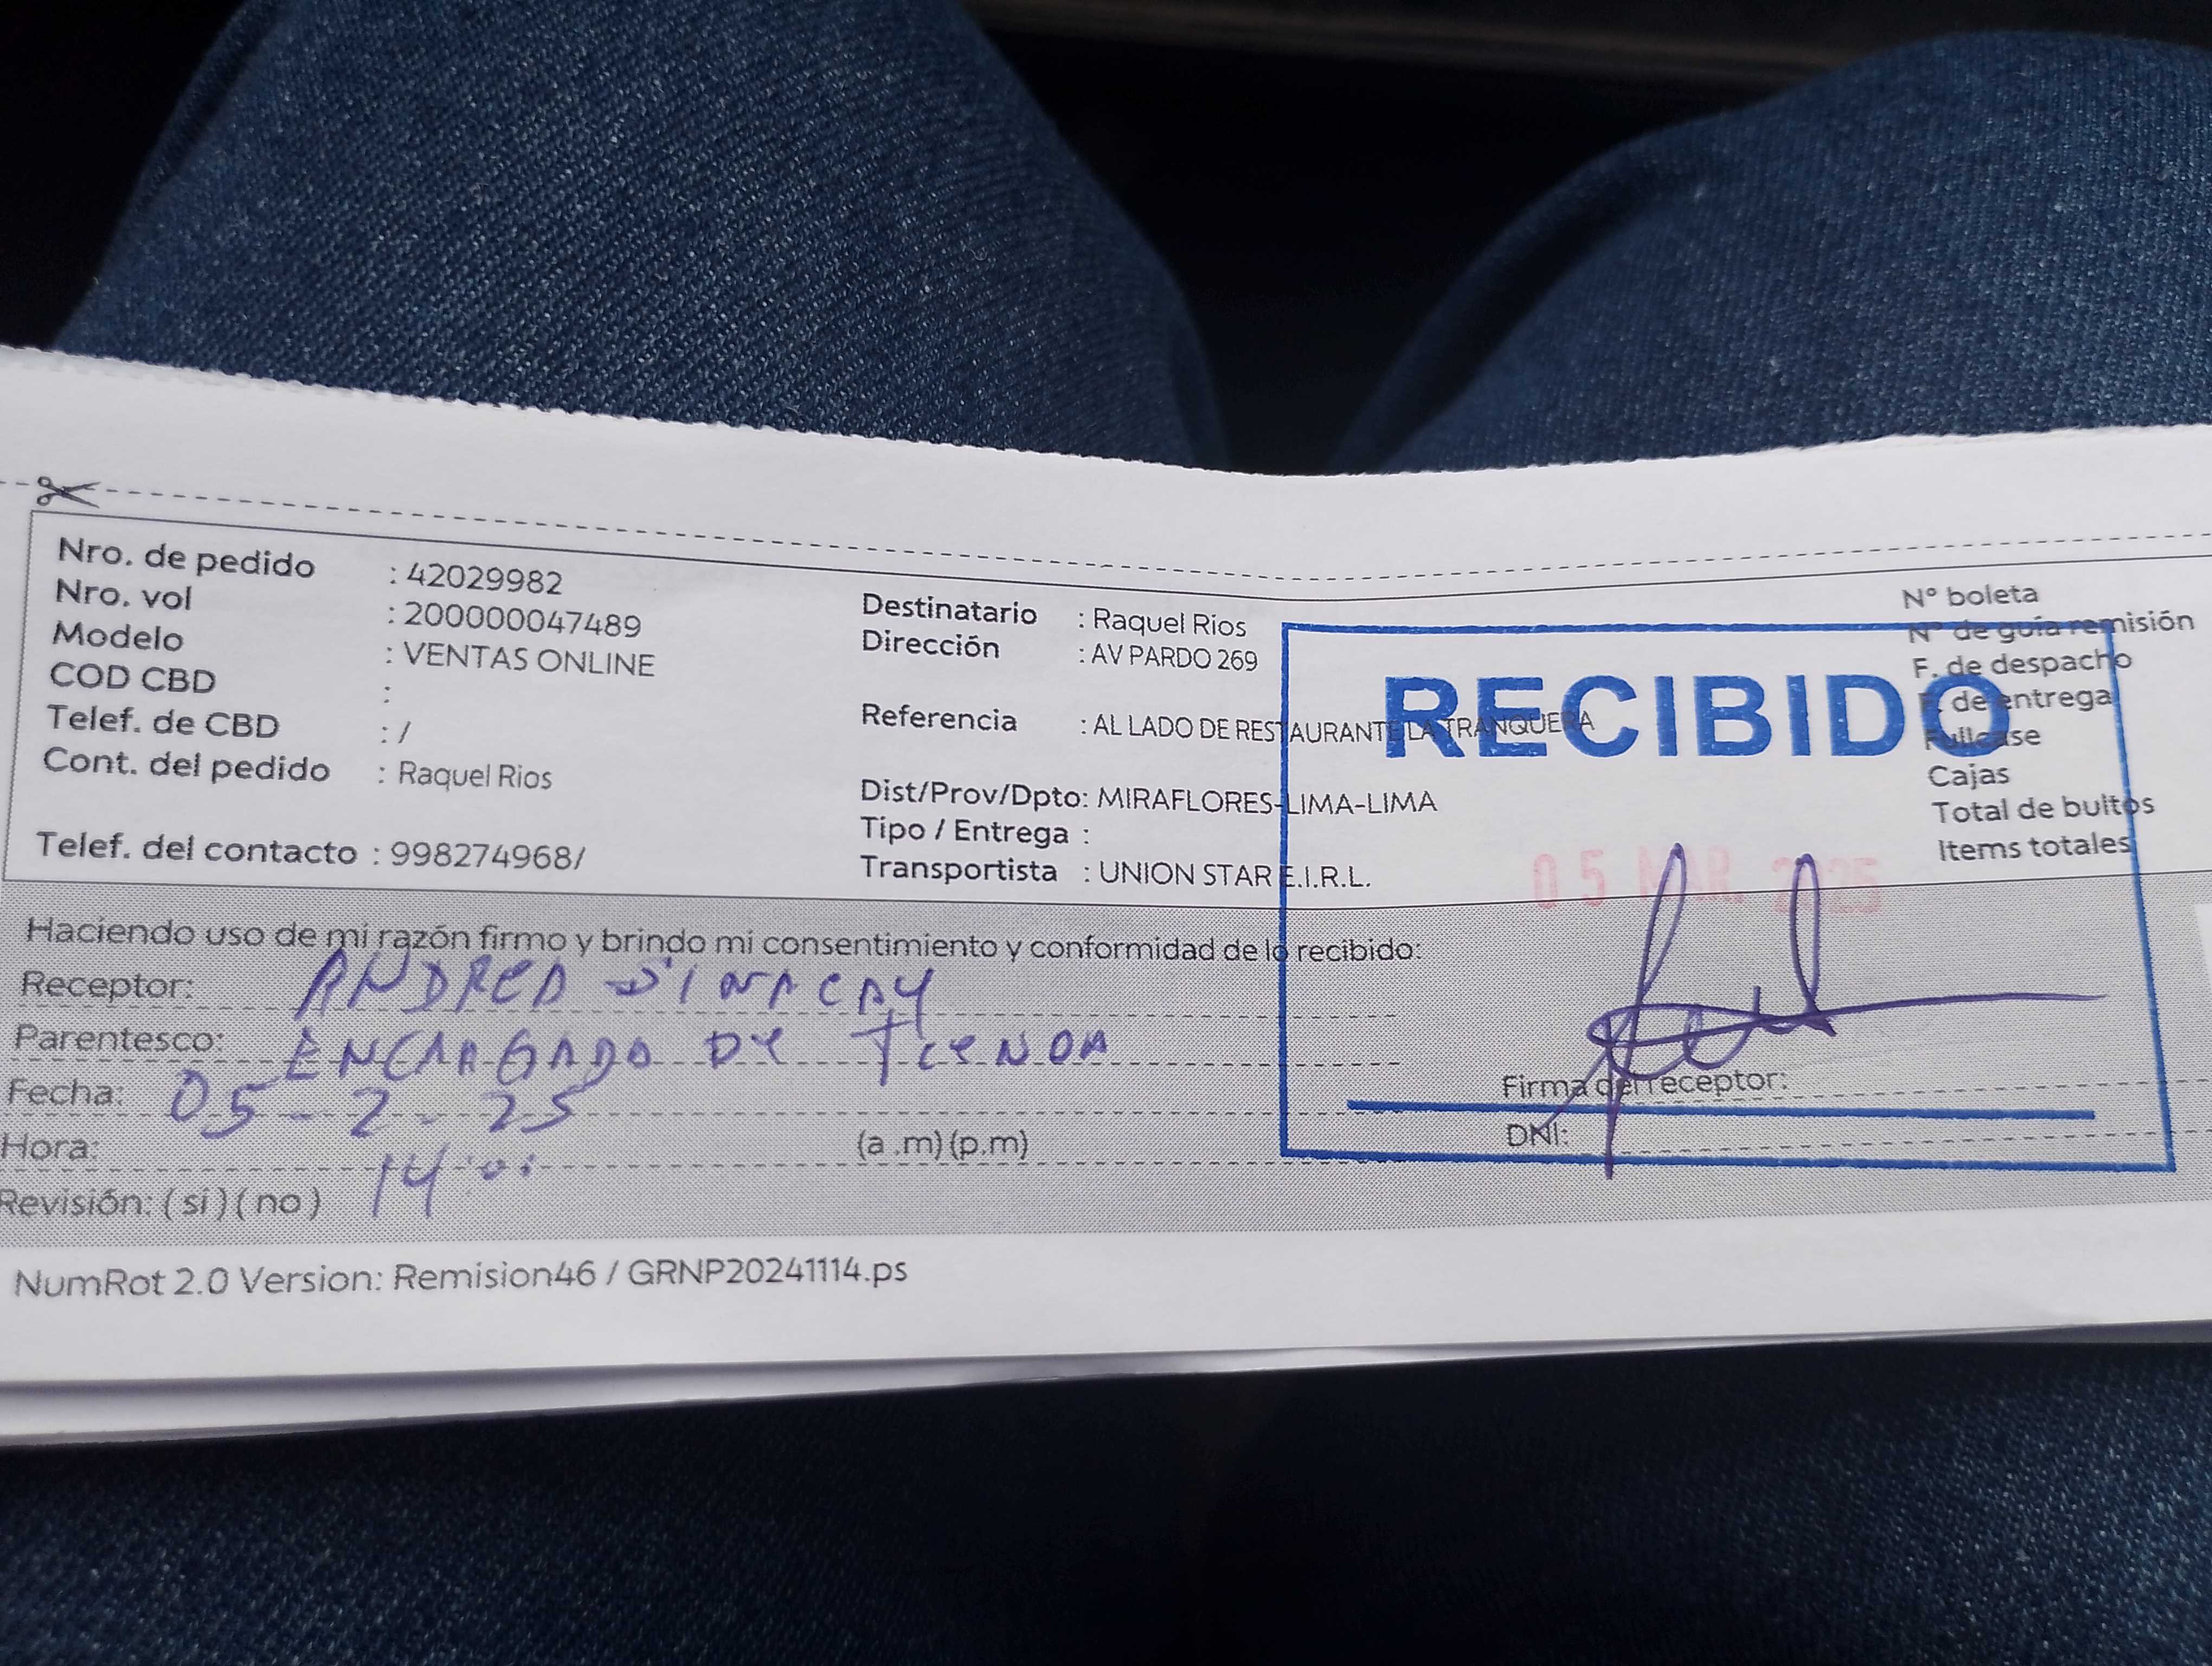 Nro. de pedido : 42029982
Nro. vol : 200000047489
Modelo : VENTAS ONLINE
COD CBD :
Telef. de CBD : /
Cont. del pedido : Raquel Rios
Telef. del contacto : 998274968/
Destinatario : Raquel Rios
Dirección : AV PARDO 269
Referencia : AL LADO DE RESTAURANTE LA TRANQUERA
Dist/Prov/Dpto: MIRAFLORES-LIMA-LIMA
Tipo / Entrega :
Transportista : UNION STAR E.I.R.L.
N° boleta
N° de guía remisión
F. de despacho
F. de entrega
Fullcase
Cajas
Total de bultos
Items totales
RECIBIDO
05 MAR. 2025
Haciendo uso de mi razón firmo y brindo mi consentimiento y conformidad de lo recibido:
Receptor: ANDREA
Parentesco: ENCARGADO DE TIENDA
Fecha: 05-2-25
Hora: (a .m) (p.m)
14:01
Revisión: ( si ) ( no )
Firma del receptor:
DNI:
NumRot 2.0 Version: Remision46 / GRNP20241114.ps